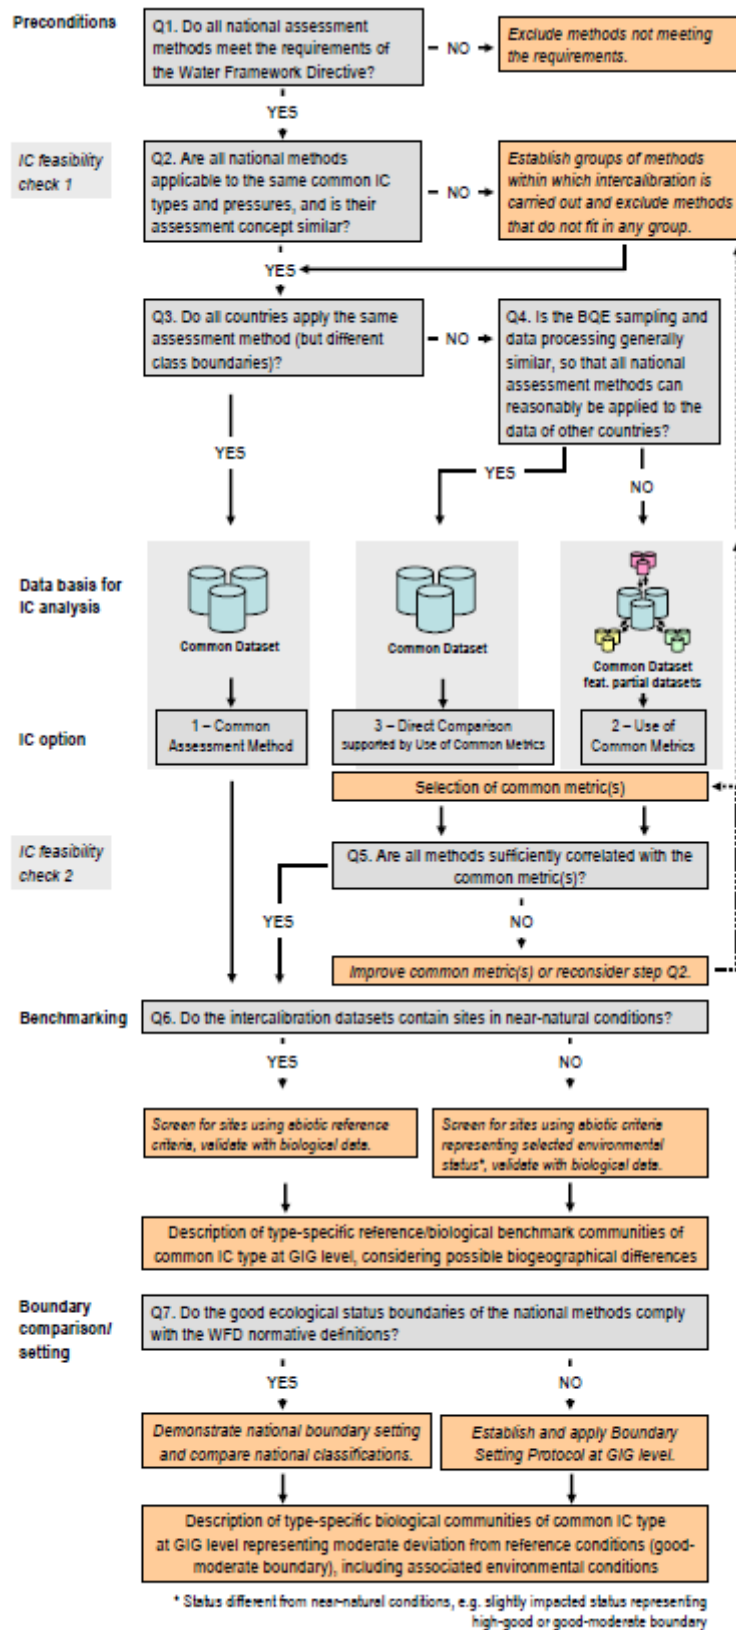 Preconditions
Q1. Do all national assessment
methods meet the requirements of
the Water Framework Directive?
NO
Exclude methods not meeting
the requirements.
YES
IC feasibility
check 1
Q2. Are all national methods
applicable to the same common IC
types and pressures, and is their
assessment concept similar?
NO
Establish groups of methods
within which intercalibration is
carried out and exclude methods
that do not fit in any group.
YES
Q3. Do all countries apply the same
assessment method (but different
class boundaries)?
NO
Q4. Is the BQE sampling and
data processing generally
similar, so that all national
assessment methods can
reasonably be applied to the
data of other countries?
YES
YES
NO
Data basis for
IC analysis
Common Dataset
Common Dataset
Common Dataset
feat. partial datasets
IC option
1 – Common
Assessment Method
3 – Direct Comparison
supported by Use of Common Metrics
2 – Use of
Common Metrics
Selection of common metric(s)
IC feasibility
check 2
Q5. Are all methods sufficiently correlated with the
common metric(s)?
YES
NO
Improve common metric(s) or reconsider step Q2.
Benchmarking
Q6. Do the intercalibration datasets contain sites in near-natural conditions?
YES
NO
Screen for sites using abiotic reference
criteria, validate with biological data.
Screen for sites using abiotic criteria
representing selected environmental
status*, validate with biological data.
Description of type-specific reference/biological benchmark communities of
common IC type at GIG level, considering possible biogeographical differences
Boundary
comparison/
setting
Q7. Do the good ecological status boundaries of the national methods comply
with the WFD normative definitions?
YES
NO
Demonstrate national boundary setting
and compare national classifications.
Establish and apply Boundary
Setting Protocol at GIG level.
Description of type-specific biological communities of common IC type
at GIG level representing moderate deviation from reference conditions (good-
moderate boundary), including associated environmental conditions
* Status different from near-natural conditions, e.g. slightly impacted status representing
high-good or good-moderate boundary